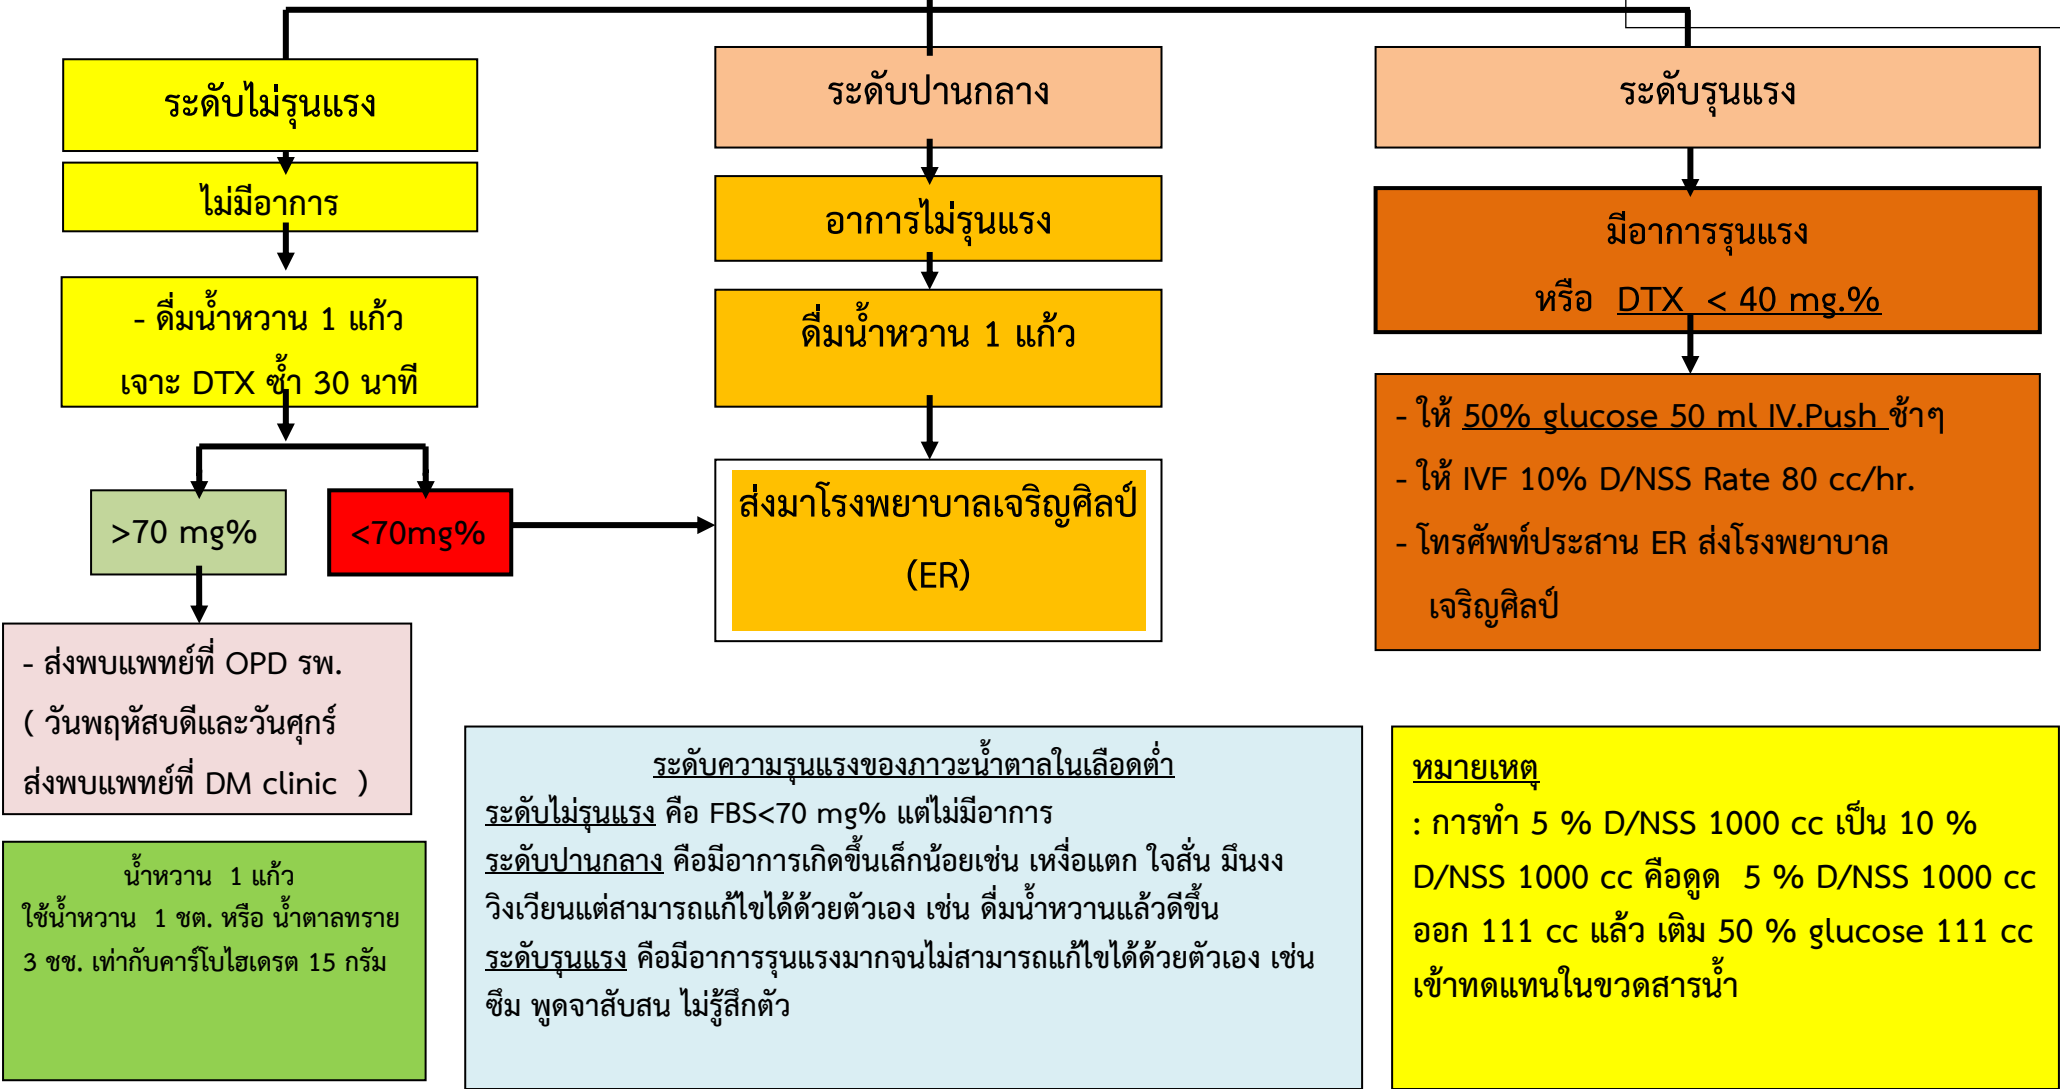 ระดับไม่รุนแรง
ไม่มีอาการ
- ดื่มน้ำหวาน 1 แก้ว
เจาะ DTX ซ้ำ 30 นาที
>70 mg%
<70mg%
- ส่งพบแพทย์ที่ OPD รพ.
( วันพฤหัสบดีและวันศุกร์
ส่งพบแพทย์ที่ DM clinic )
ระดับปานกลาง
อาการไม่รุนแรง
ดื่มน้ำหวาน 1 แก้ว
ส่งมาโรงพยาบาลเจริญศิลป์
(ER)
ระดับรุนแรง
มีอาการรุนแรง
หรือ DTX < 40 mg.%
- ให้ 50% glucose 50 ml IV.Push ช้าๆ
- ให้ IVF 10% D/NSS Rate 80 cc/hr.
- โทรศัพท์ประสาน ER ส่งโรงพยาบาล
เจริญศิลป์
น้ำหวาน 1 แก้ว
ใช้น้ำหวาน 1 ชต. หรือ น้ำตาลทราย
3 ชช. เท่ากับคาร์โบไฮเดรต 15 กรัม
ระดับความรุนแรงของภาวะน้ำตาลในเลือดต่ำ
ระดับไม่รุนแรง คือ FBS<70 mg% แต่ไม่มีอาการ
ระดับปานกลาง คือมีอาการเกิดขึ้นเล็กน้อยเช่น เหงื่อแตก ใจสั่น มึนงง
วิงเวียนแต่สามารถแก้ไขได้ด้วยตัวเอง เช่น ดื่มน้ำหวานแล้วดีขึ้น
ระดับรุนแรง คือมีอาการรุนแรงมากจนไม่สามารถแก้ไขได้ด้วยตัวเอง เช่น
ซึม พูดจาสับสน ไม่รู้สึกตัว
หมายเหตุ
: การทำ 5 % D/NSS 1000 cc เป็น 10 %
D/NSS 1000 cc คือดูด 5 % D/NSS 1000 cc
ออก 111 cc แล้ว เติม 50 % glucose 111 cc
เข้าทดแทนในขวดสารน้ำ